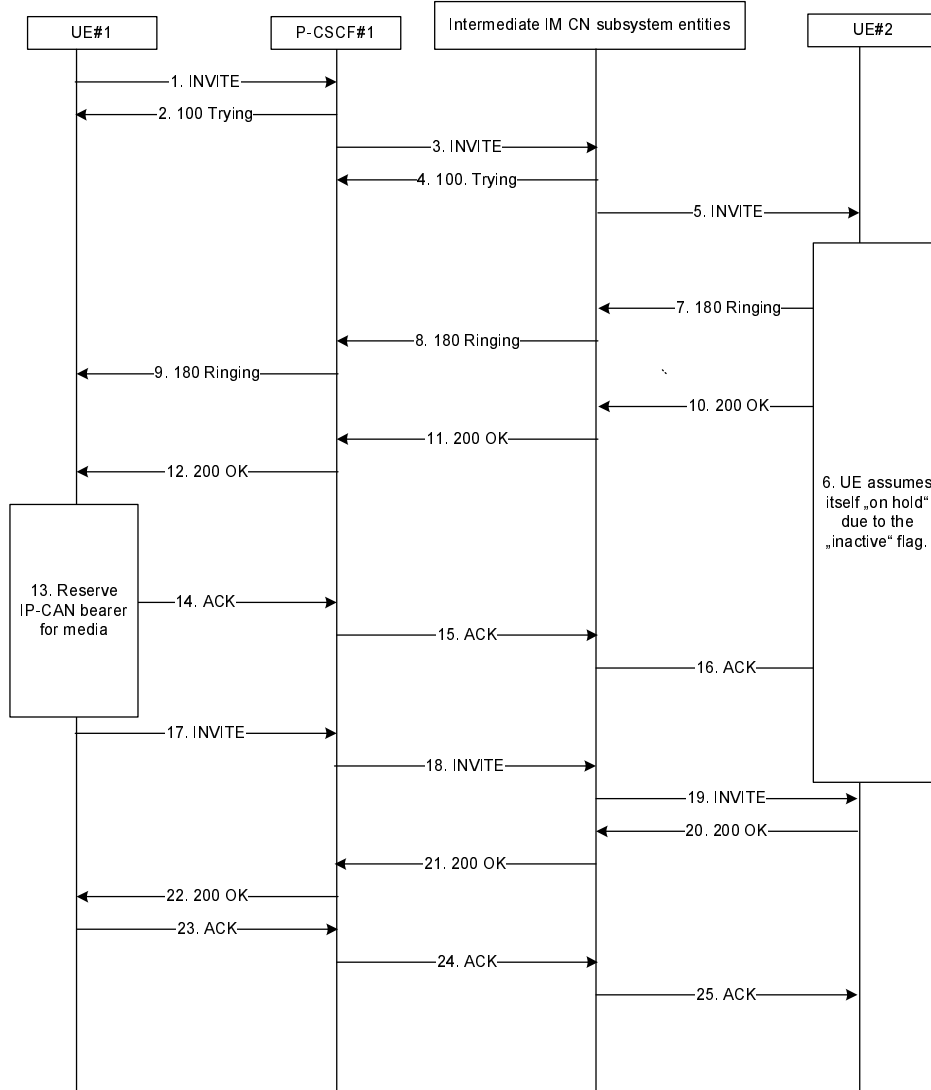 UE#1
P-CSCF#1
Intermediate IM CN subsystem entities
UE#2
1. INVITE
2. 100 Trying
3. INVITE
4. 100. Trying
5. INVITE
7. 180 Ringing
8. 180 Ringing
9. 180 Ringing
10. 200 OK
11. 200 OK
12. 200 OK
6. UE assumes
itself „on hold“
due to the
„inactive“ flag.
13. Reserve
IP-CAN bearer
for media
14. ACK
15. ACK
16. ACK
17. INVITE
18. INVITE
19. INVITE
20. 200 OK
21. 200 OK
22. 200 OK
23. ACK
24. ACK
25. ACK